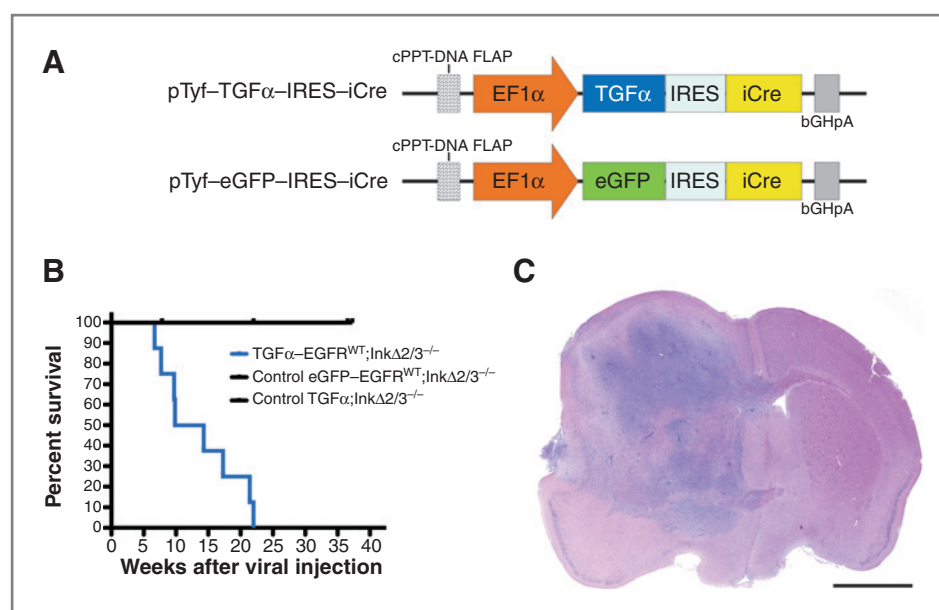 A
cPPT-DNA FLAP
pTyf–TGFα–IRES–iCre
EF1α
TGFα
IRES
iCre
bGHpA
cPPT-DNA FLAP
pTyf–eGFP–IRES–iCre
EF1α
eGFP
IRES
iCre
bGHpA
B
C
Percent survival
100
90
80
70
60
50
40
30
20
10
0
TGFα–EGFRWT;InkΔ2/3–/–
Control eGFP–EGFRWT;InkΔ2/3–/–
Control TGFα;InkΔ2/3–/–
0 5 10 15 20 25 30 35 40
Weeks after viral injection